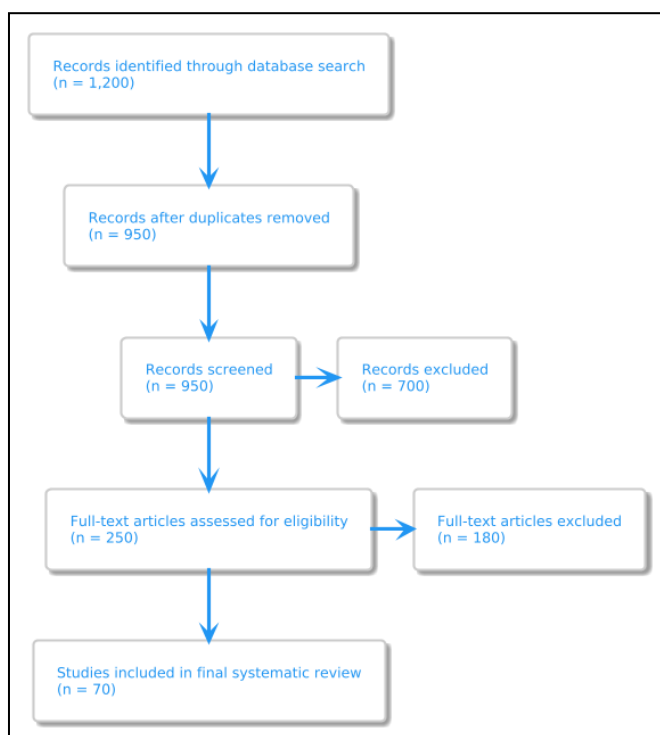 Records identified through database search
(n = 1,200)
Records after duplicates removed
(n = 950)
Records screened
(n = 950)
Records excluded
(n = 700)
Full-text articles assessed for eligibility
(n = 250)
Full-text articles excluded
(n = 180)
Studies included in final systematic review
(n = 70)